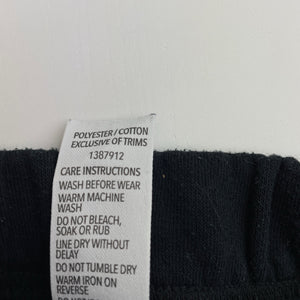 POLYESTER / COTTON
EXCLUSIVE OF TRIMS
1387912
CARE INSTRUCTIONS
WASH BEFORE WEAR
WARM MACHINE
WASH
DO NOT BLEACH,
SOAK OR RUB
LINE DRY WITHOUT
DELAY
DO NOT TUMBLE DRY
WARM IRON ON
REVERSE